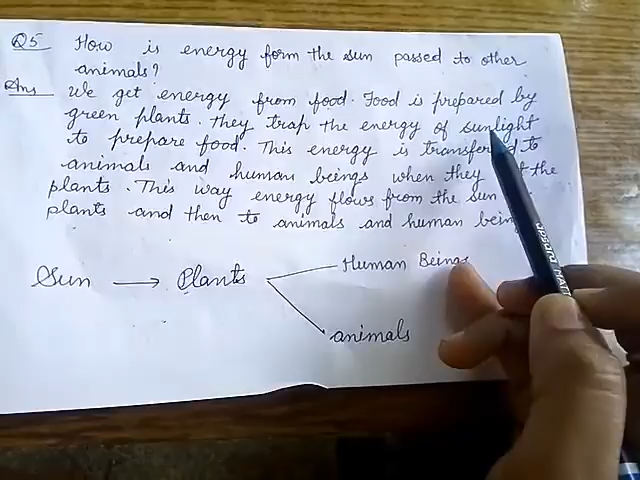 Q5 How is energy form the sun passed to other
animals?
Ans We get energy from food. Food is prepared by
green plants. They trap the energy of sunlight
to prepare food. This energy is transferred to
animals and human beings when they the
plants. This way energy flows from the sun
plants and then to animals and human bein
Sun → Plants
Human Beings
animals
apsara